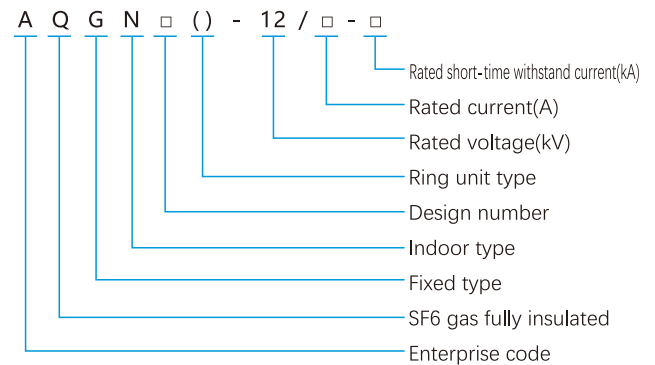 A Q G N □ ( ) - 12 / □ - □
Rated short-time withstand current(kA)
Rated current(A)
Rated voltage(kV)
Ring unit type
Design number
Indoor type
Fixed type
SF6 gas fully insulated
Enterprise code